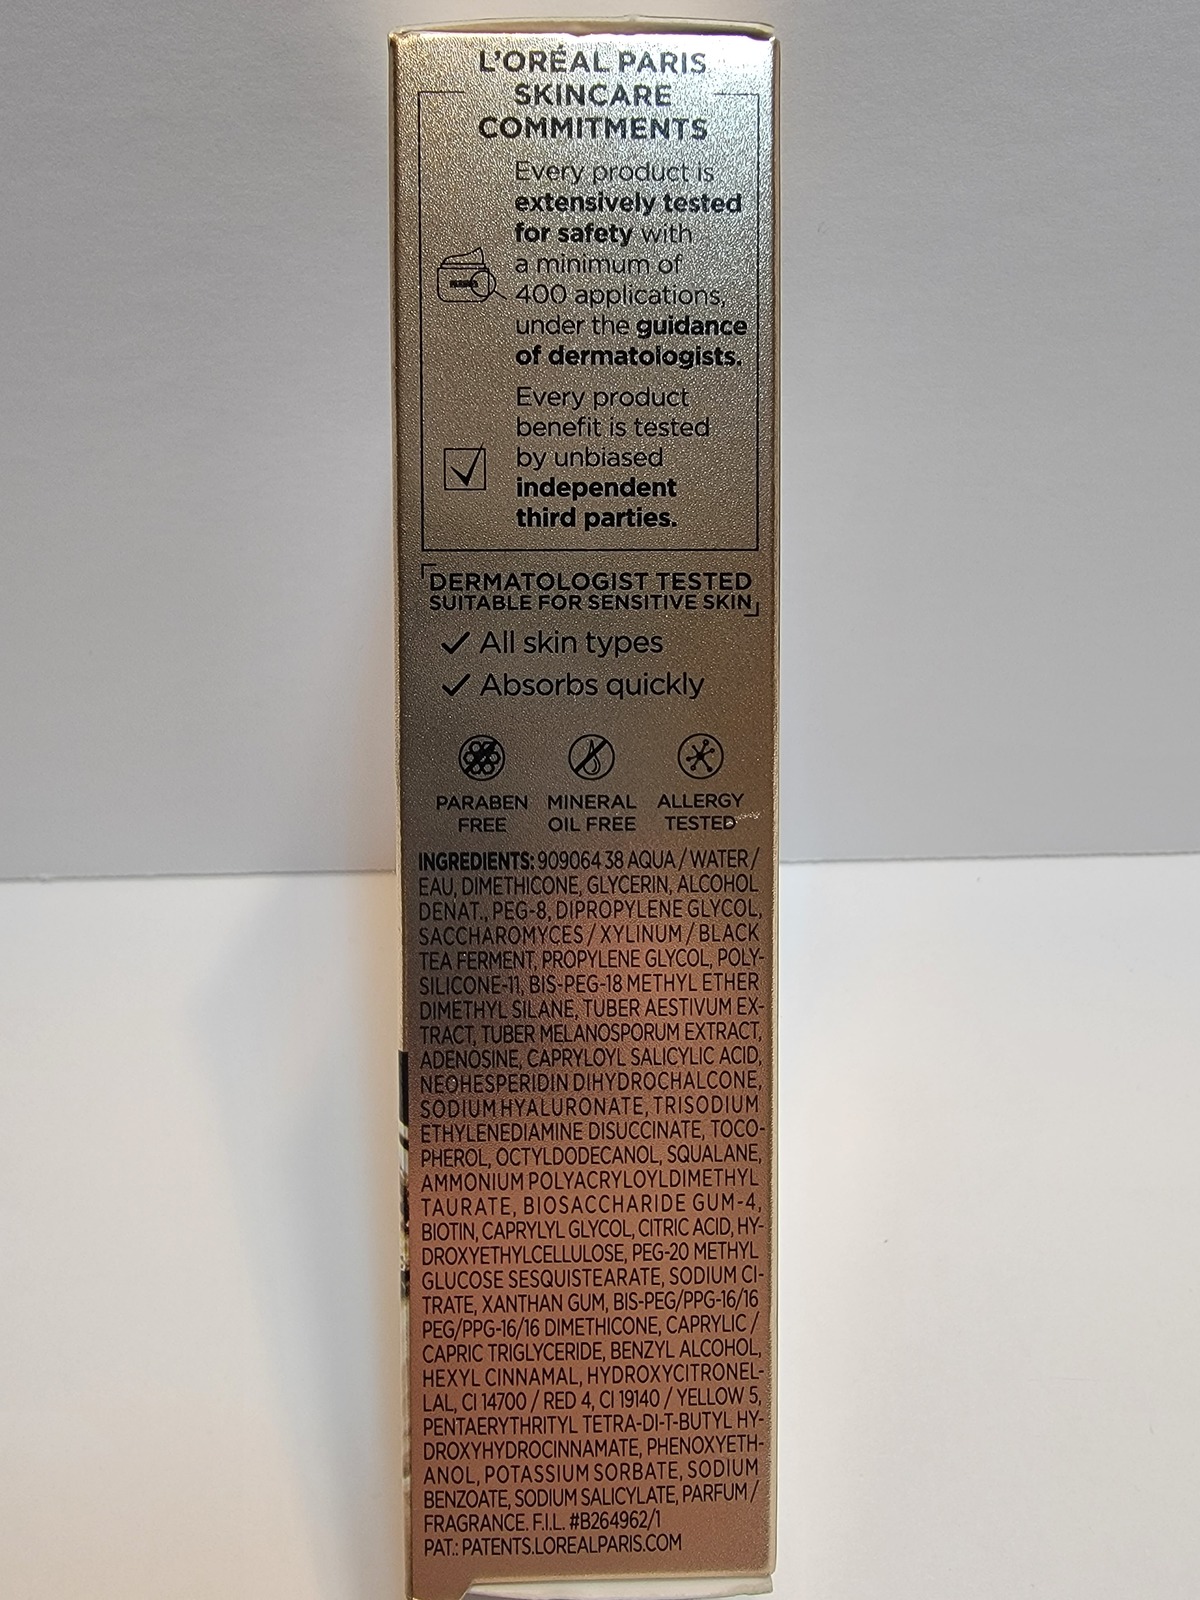 L'ORÉAL PARIS
SKINCARE
COMMITMENTS
Every product is
extensively tested
for safety with
a minimum of
400 applications,
under the guidance
of dermatologists.
Every product
benefit is tested
by unbiased
independent
third parties.
DERMATOLOGIST TESTED
SUITABLE FOR SENSITIVE SKIN
All skin types
Absorbs quickly
PARABEN FREE
MINERAL OIL FREE
ALLERGY TESTED
INGREDIENTS: 909064 38 AQUA / WATER /
EAU, DIMETHICONE, GLYCERIN, ALCOHOL
DENAT., PEG-8, DIPROPYLENE GLYCOL,
SACCHAROMYCES / XYLINUM / BLACK
TEA FERMENT, PROPYLENE GLYCOL, POLY-
SILICONE-11, BIS-PEG-18 METHYL ETHER
DIMETHYL SILANE, TUBER AESTIVUM EX-
TRACT, TUBER MELANOSPORUM EXTRACT,
ADENOSINE, CAPRYLOYL SALICYLIC ACID,
NEOHESPERIDIN DIHYDROCHALCONE,
SODIUM HYALURONATE, TRISODIUM
ETHYLENEDIAMINE DISUCCINATE, TOCO-
PHEROL, OCTYLDODECANOL, SQUALANE,
AMMONIUM POLYACRYLOYLDIMETHYL
TAURATE, BIOSACCHARIDE GUM-4,
BIOTIN, CAPRYLYL GLYCOL, CITRIC ACID, HY-
DROXYETHYLCELLULOSE, PEG-20 METHYL
GLUCOSE SESQUISTEARATE, SODIUM CI-
TRATE, XANTHAN GUM, BIS-PEG/PPG-16/16
PEG/PPG-16/16 DIMETHICONE, CAPRYLIC /
CAPRIC TRIGLYCERIDE, BENZYL ALCOHOL,
HEXYL CINNAMAL, HYDROXYCITRONEL-
LAL, CI 14700 / RED 4, CI 19140 / YELLOW 5,
PENTAERYTHRITYL TETRA-DI-T-BUTYL HY-
DROXYHYDROCINNAMATE, PHENOXYETH-
ANOL, POTASSIUM SORBATE, SODIUM
BENZOATE, SODIUM SALICYLATE, PARFUM /
FRAGRANCE. F.I.L. #B264962/1
PAT.: PATENTS.LOREALPARIS.COM